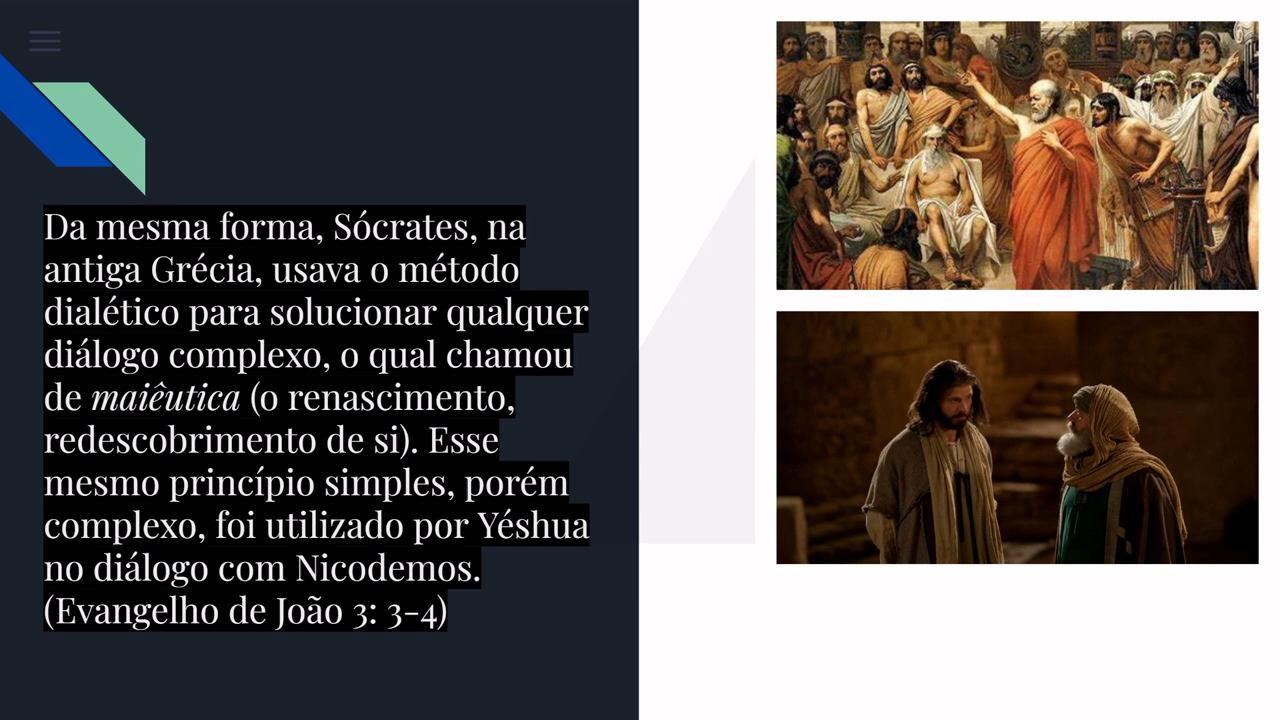 Da mesma forma, Sócrates, na
antiga Grécia, usava o método
dialético para solucionar qualquer
diálogo complexo, o qual chamou
de maiêutica (o renascimento,
redescobrimento de si). Esse
mesmo princípio simples, porém
complexo, foi utilizado por Yéshua
no diálogo com Nicodemos.
(Evangelho de João 3: 3-4)